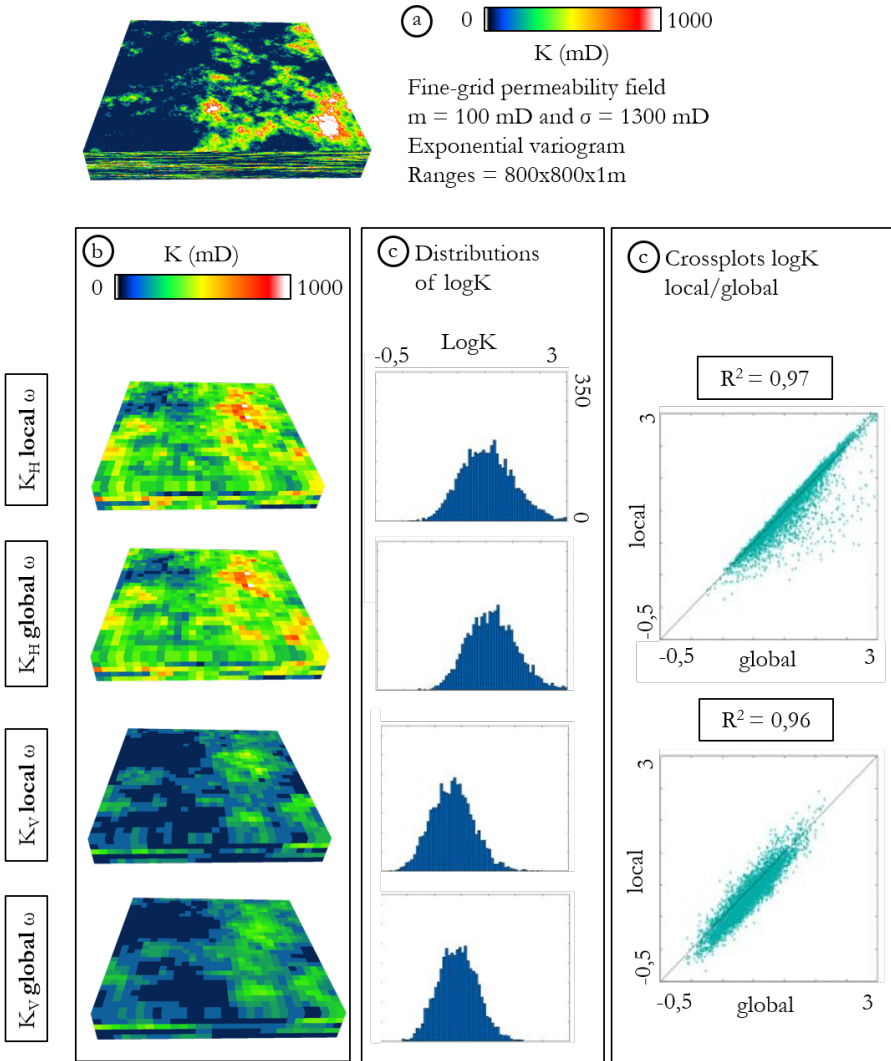 a
0 1000
K (mD)
Fine-grid permeability field
m = 100 mD and σ = 1300 mD
Exponential variogram
Ranges = 800x800x1m
b K (mD)
0 1000
c Distributions
of logK
LogK
-0,5 3
350
0
c Crossplots logK
local/global
R² = 0,97
3
local
-0,5
-0,5 3
global
R² = 0,96
3
local
-0,5
-0,5 3
global
K_H local ω
K_H global ω
K_V local ω
K_V global ω